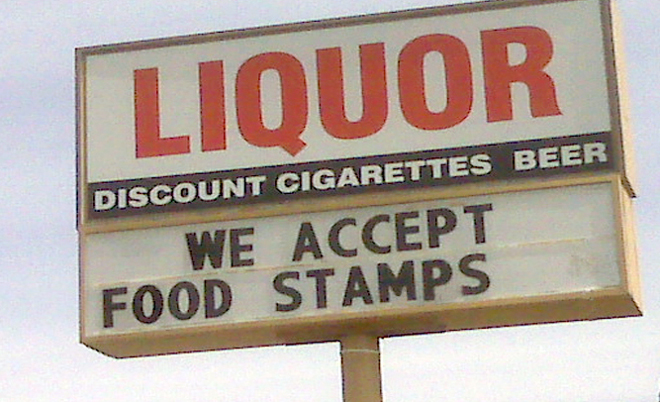 LIQUOR
DISCOUNT CIGARETTES BEER
WE ACCEPT
FOOD STAMPS